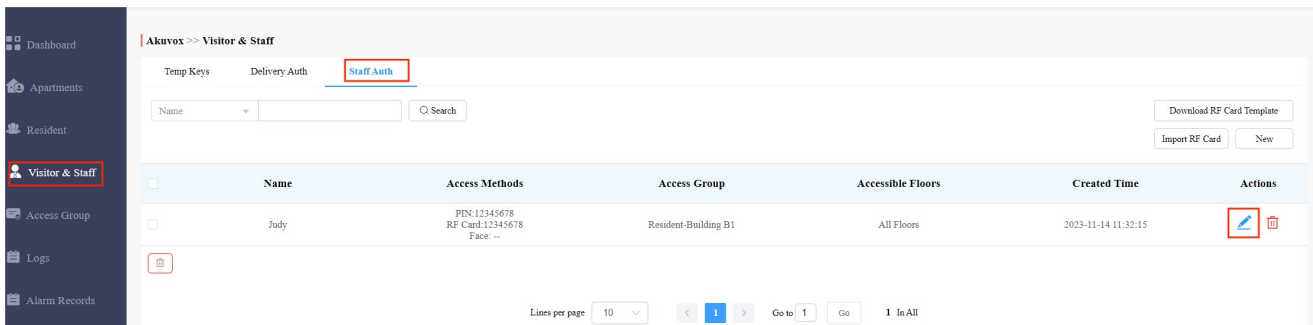 Dashboard
Apartments
Resident
Visitor & Staff
Access Group
Logs
Alarm Records
Akuvox >> Visitor & Staff
Temp Keys Delivery Auth Staff Auth
Name Search Download RF Card Template
Import RF Card New
Name Access Methods Access Group Accessible Floors Created Time Actions
PIN:12345678
Judy RF Card:12345678 Resident-Building B1 All Floors 2023-11-14 11:32:15
Face: --
Lines per page 10 < 1 > Go to 1 Go 1 In All